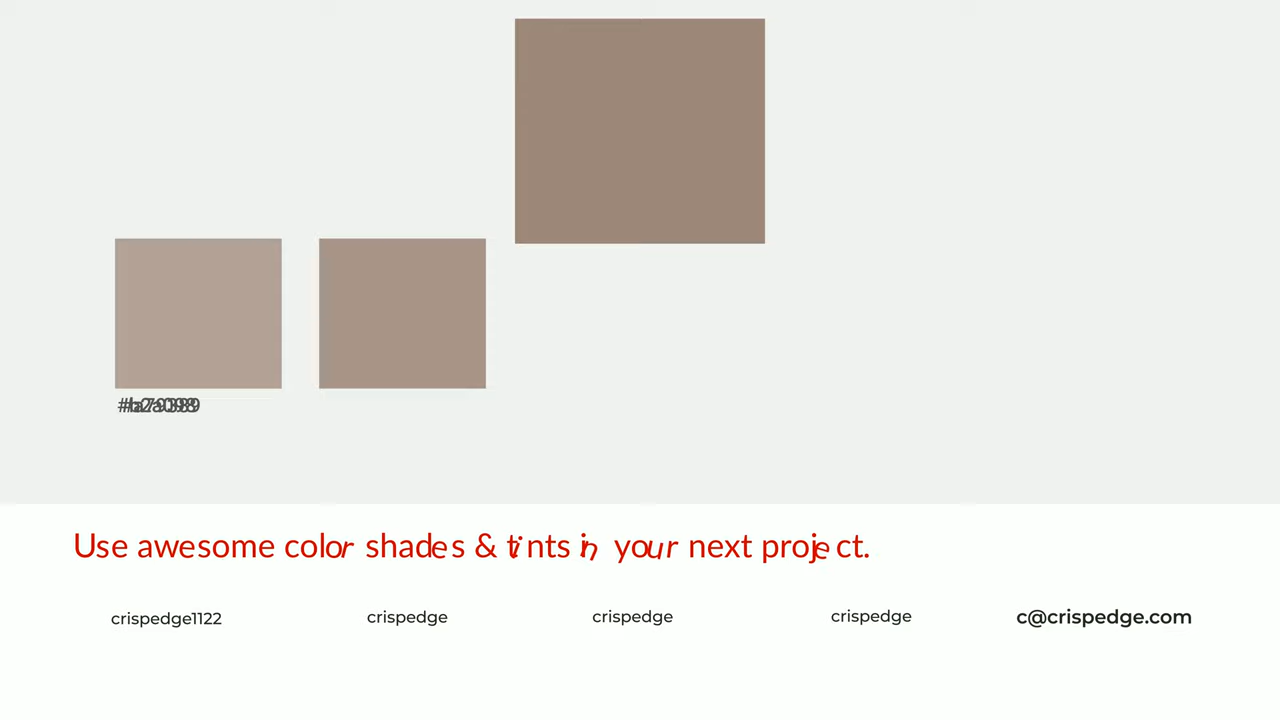 Use awesome color shades & tints in your next project.
crispedge1122 crispedge crispedge crispedge c@crispedge.com